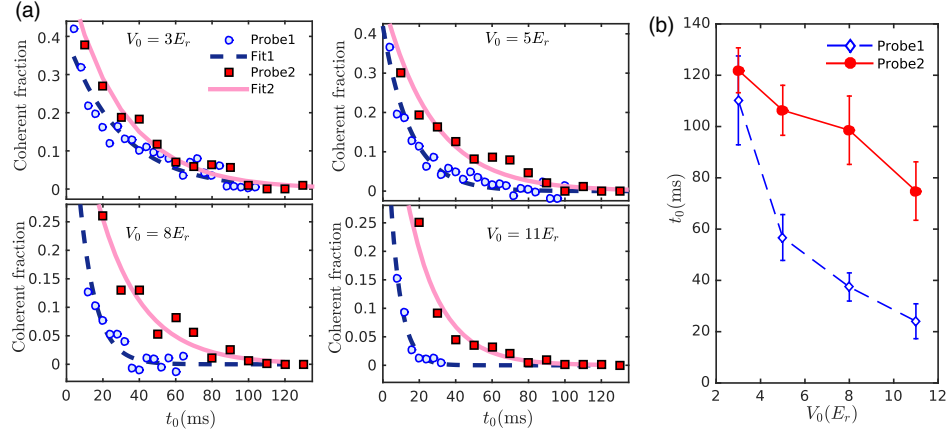 (a)
V₀ = 3Eᵣ
Probe1
Fit1
Probe2
Fit2
0.4
0.3
0.2
0.1
0
Coherent fraction
V₀ = 5Eᵣ
0.4
0.3
0.2
0.1
0
Coherent fraction
V₀ = 8Eᵣ
0.25
0.2
0.15
0.1
0.05
0
Coherent fraction
0 20 40 60 80 100 120
t₀(ms)
V₀ = 11Eᵣ
0.25
0.2
0.15
0.1
0.05
0
Coherent fraction
0 20 40 60 80 100 120
t₀(ms)
(b)
Probe1
Probe2
140
120
100
80
60
40
20
0
t₀(ms)
2 4 6 8 10 12
V₀(Eᵣ)